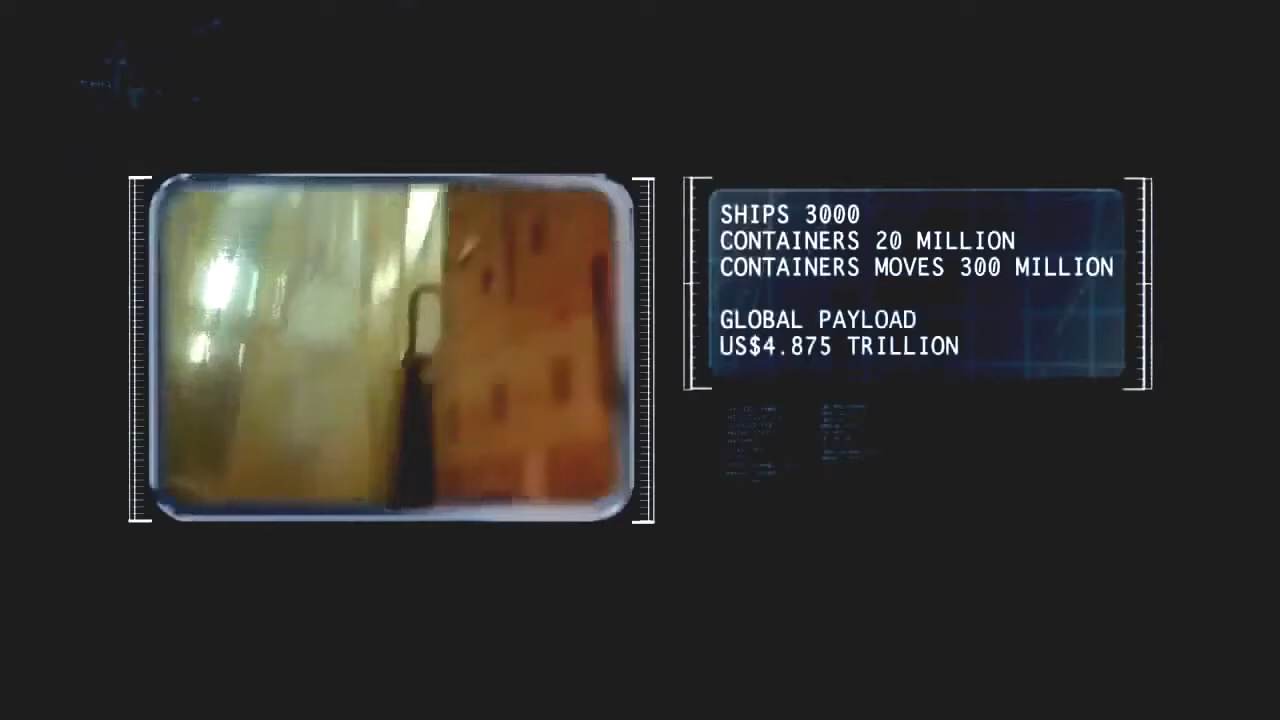 SHIPS 3000
CONTAINERS 20 MILLION
CONTAINERS MOVES 300 MILLION
GLOBAL PAYLOAD
US$4.875 TRILLION